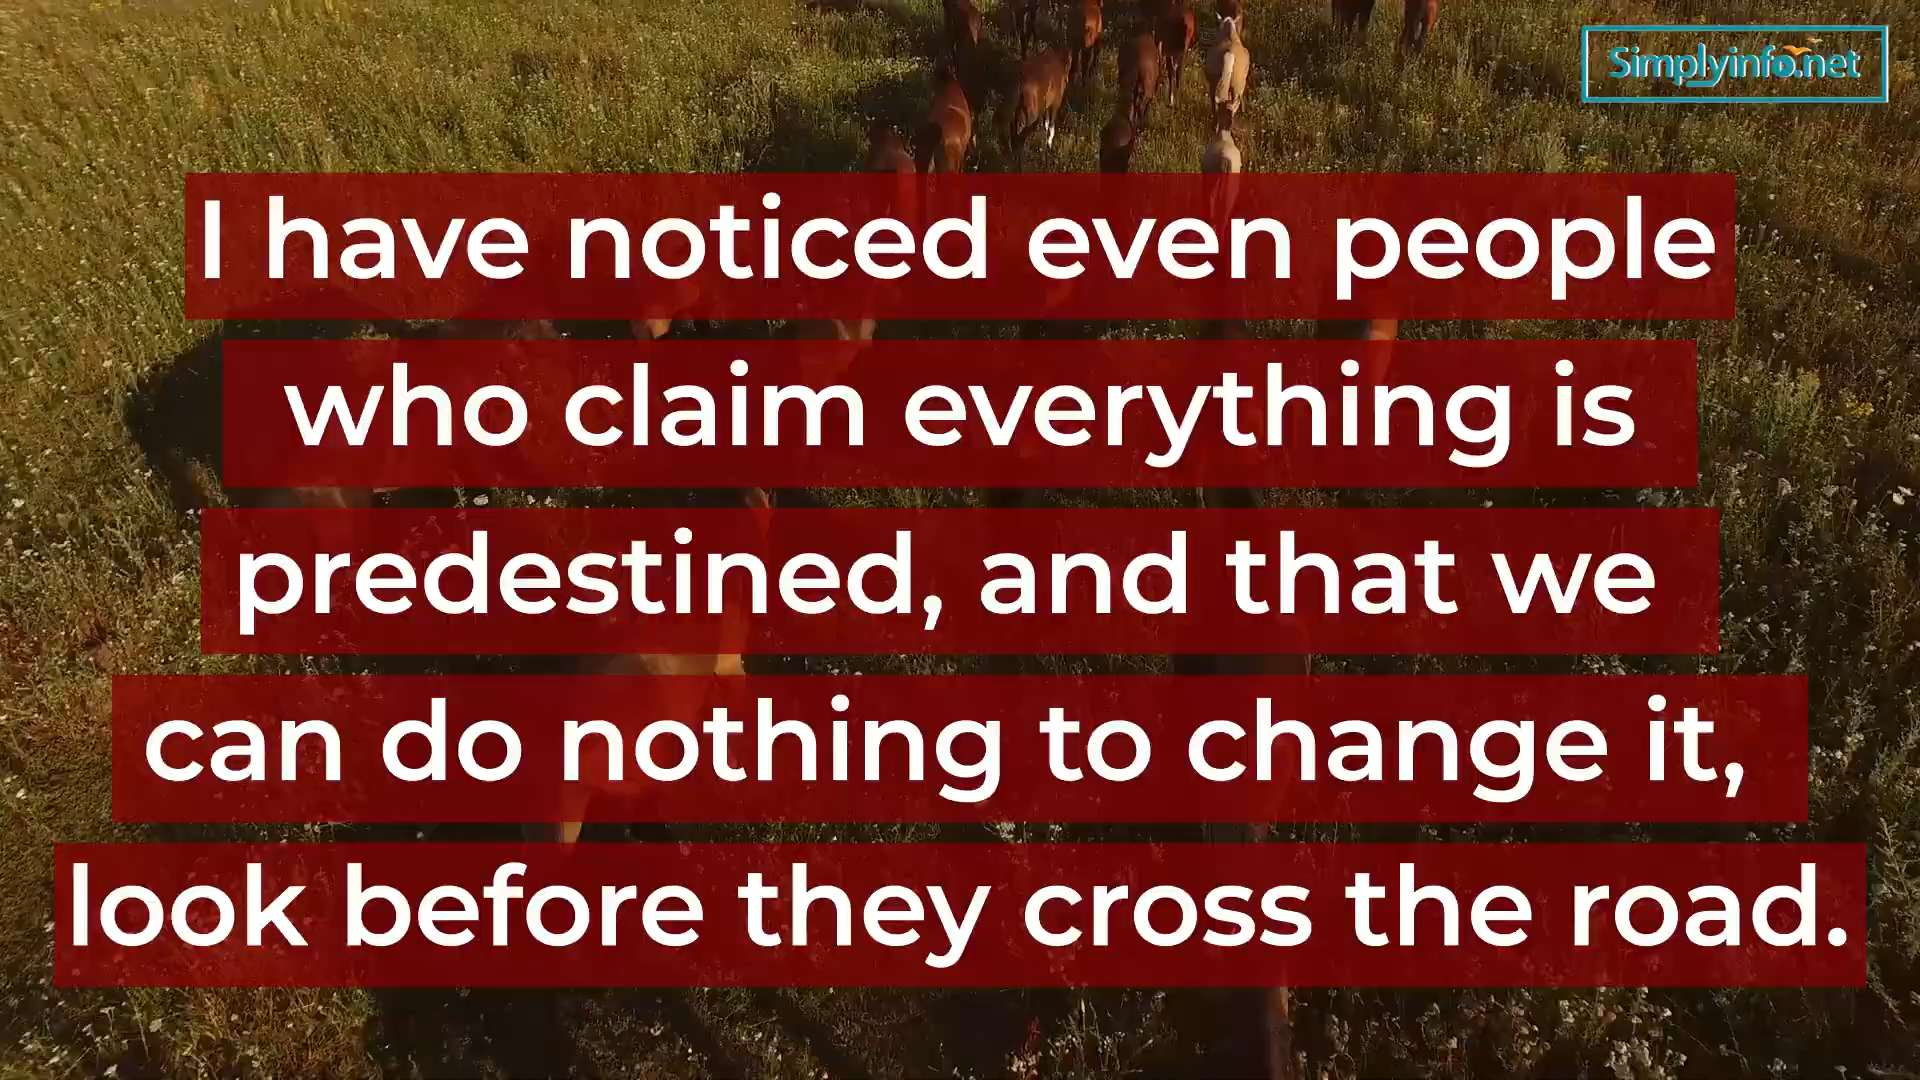 Simplyinfo.net
I have noticed even people
who claim everything is
predestined, and that we
can do nothing to change it,
look before they cross the road.